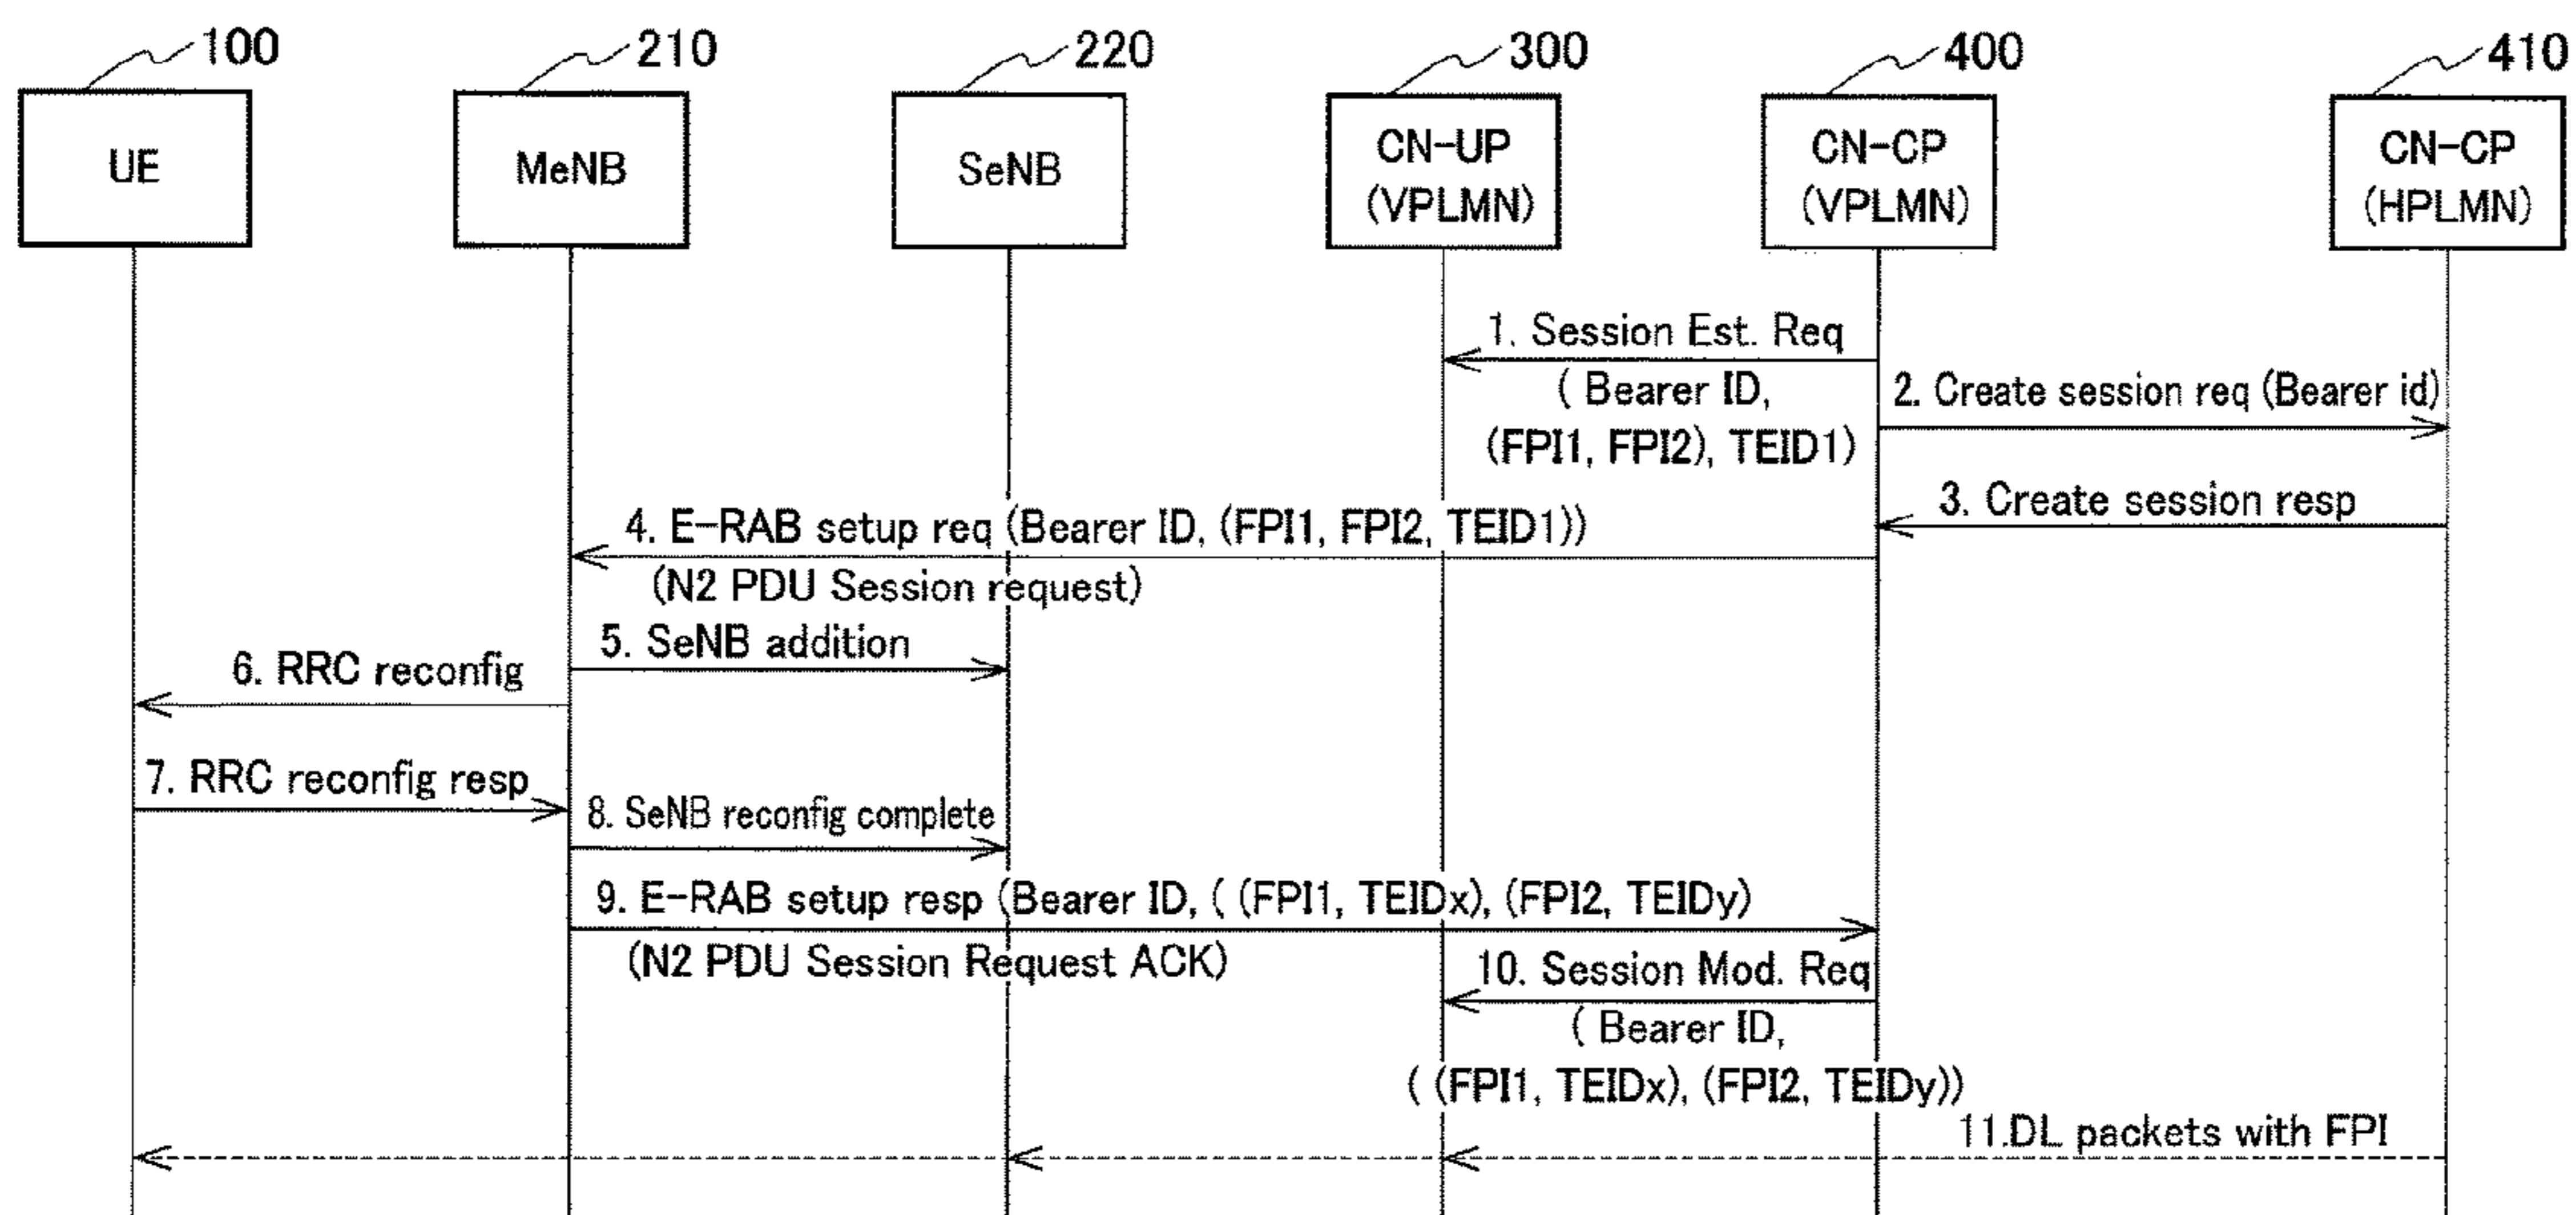 100
210
220
300
400
410
UE
MeNB
SeNB
CN-UP
(VPLMN)
CN-CP
(VPLMN)
CN-CP
(HPLMN)
1. Session Est. Req
( Bearer ID,
(FPI1, FPI2), TEID1)
2. Create session req (Bearer id)
3. Create session resp
4. E-RAB setup req (Bearer ID, (FPI1, FPI2, TEID1))
(N2 PDU Session request)
5. SeNB addition
6. RRC reconfig
7. RRC reconfig resp
8. SeNB reconfig complete
9. E-RAB setup resp (Bearer ID, ( (FPI1, TEIDx), (FPI2, TEIDy)
(N2 PDU Session Request ACK)
10. Session Mod. Req
( Bearer ID,
( (FPI1, TEIDx), (FPI2, TEIDy))
11.DL packets with FPI